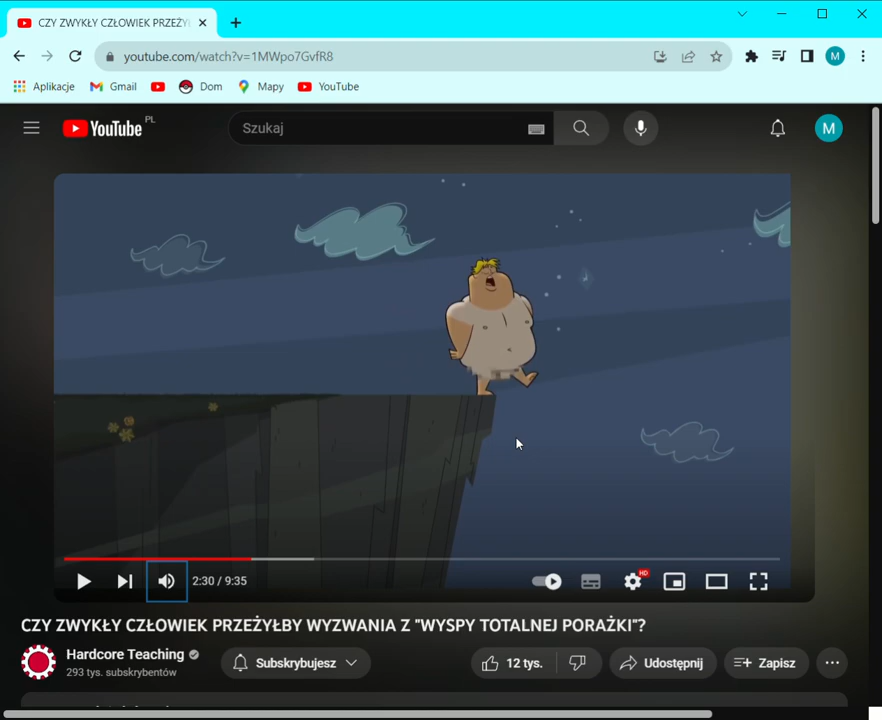 CZY ZWYKŁY CZŁOWIEK PRZEŻY
youtube.com/watch?v=1MWpo7GvfR8
M
Aplikacje Gmail Dom Mapy YouTube
YouTube PL
Szukaj
M
2:30 / 9:35
HD
CZY ZWYKŁY CZŁOWIEK PRZEŻYŁBY WYZWANIA Z "WYSPY TOTALNEJ PORAŻKI"?
Hardcore Teaching
293 tys. subskrybentów
Subskrybujesz
12 tys.
Udostępnij
Zapisz